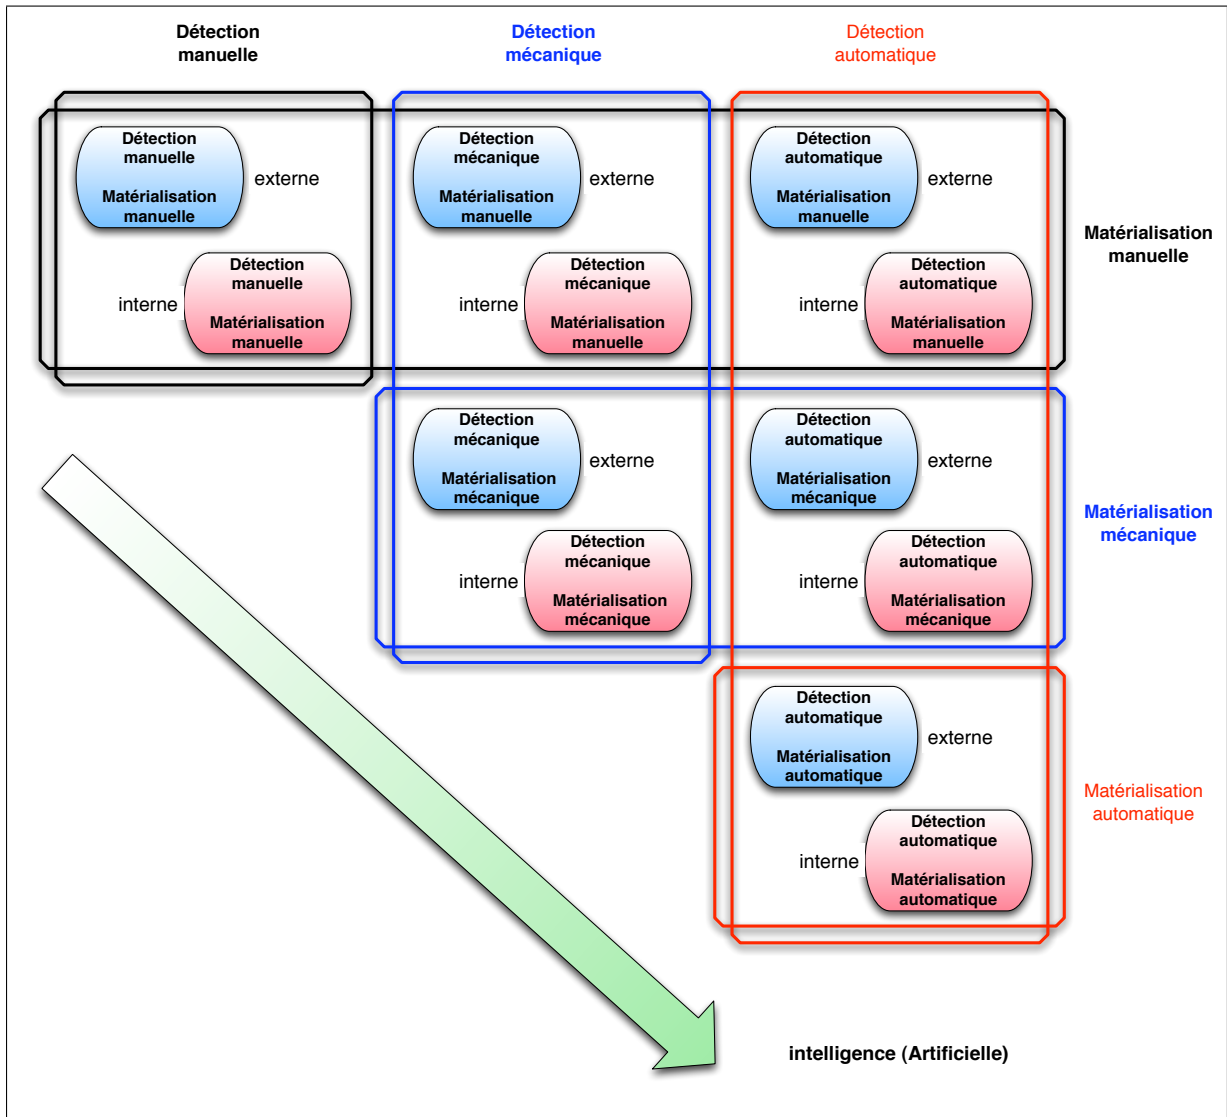 Détection
manuelle
Détection
mécanique
Détection
automatique
Détection
manuelle
Matérialisation
manuelle
externe
Détection
mécanique
Matérialisation
manuelle
externe
Détection
automatique
Matérialisation
manuelle
externe
Matérialisation
manuelle
interne
Détection
manuelle
Matérialisation
manuelle
interne
Détection
mécanique
Matérialisation
manuelle
interne
Détection
automatique
Matérialisation
manuelle
Détection
mécanique
Matérialisation
mécanique
externe
Détection
automatique
Matérialisation
mécanique
externe
Matérialisation
mécanique
interne
Détection
mécanique
Matérialisation
mécanique
interne
Détection
automatique
Matérialisation
mécanique
Détection
automatique
Matérialisation
automatique
externe
Matérialisation
automatique
interne
Détection
automatique
Matérialisation
automatique
intelligence (Artificielle)